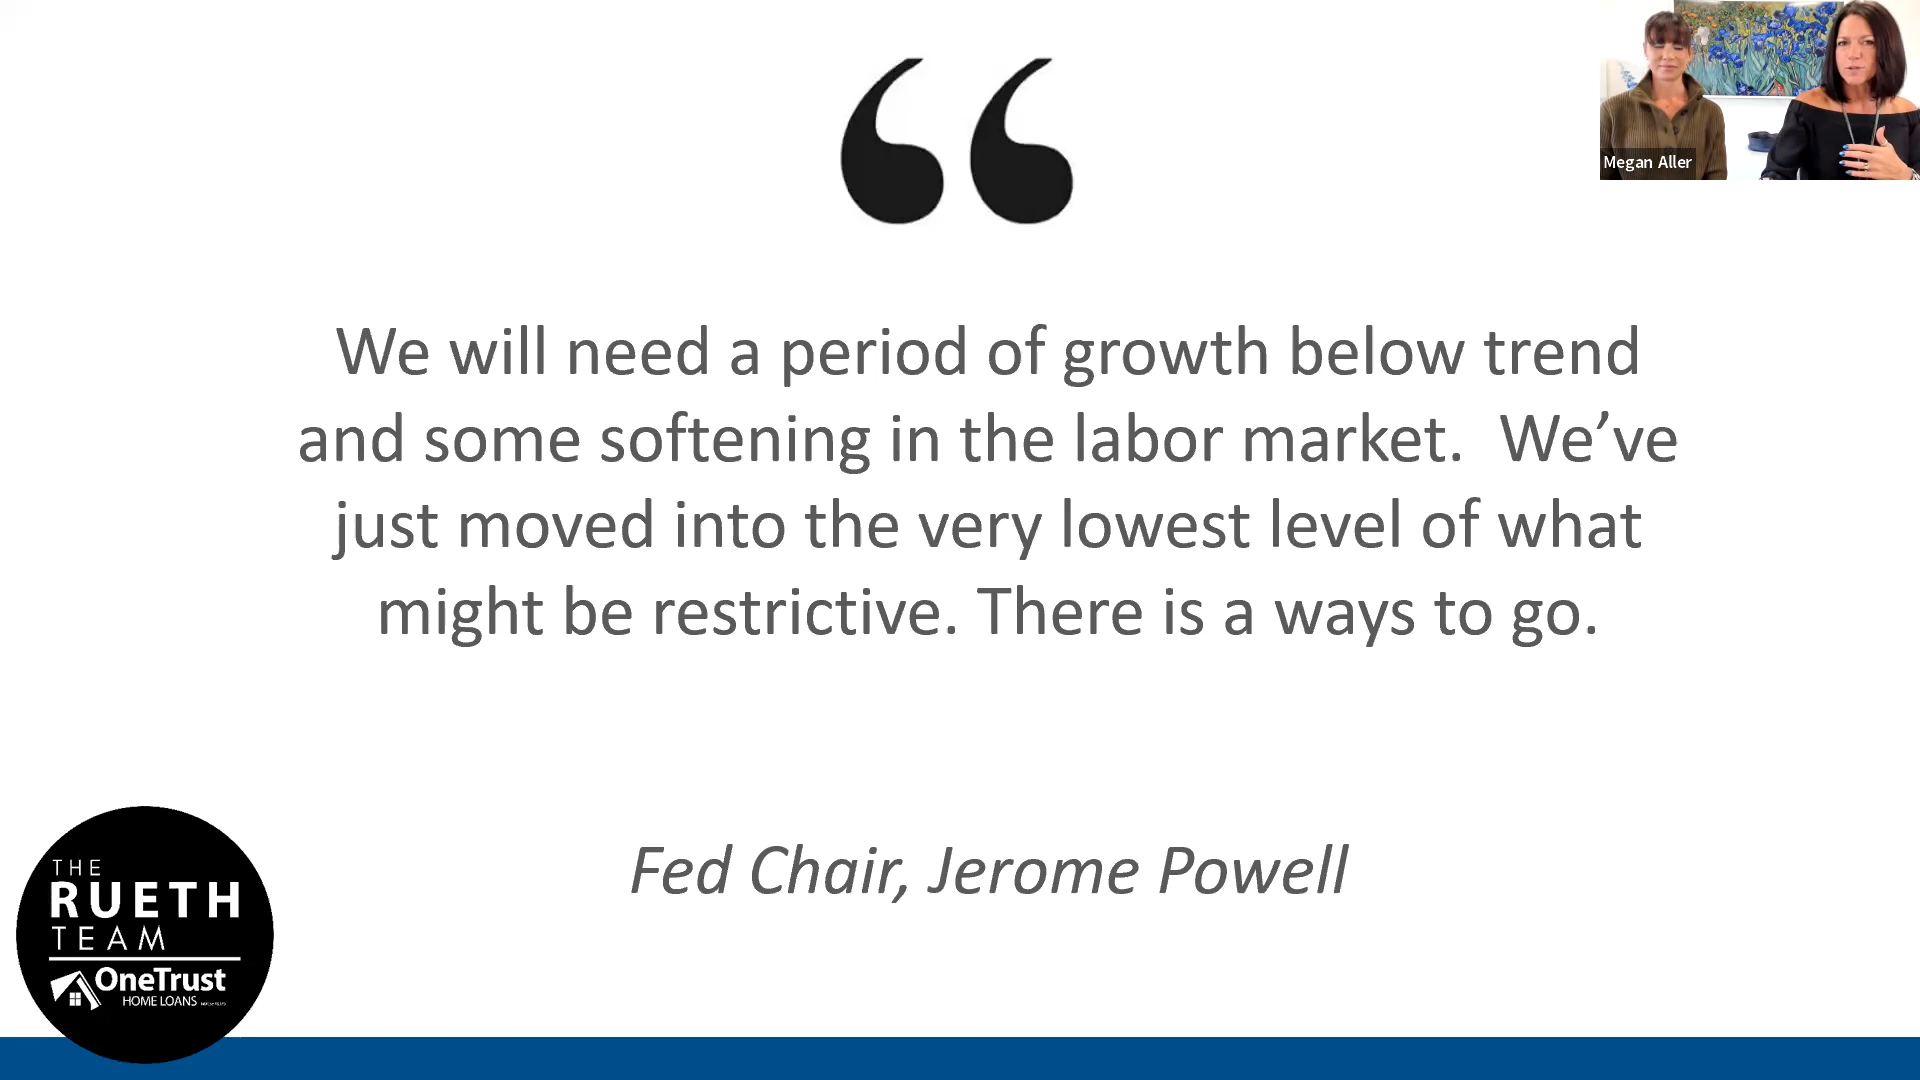 Megan Aller
We will need a period of growth below trend
and some softening in the labor market.  We’ve
just moved into the very lowest level of what
might be restrictive. There is a ways to go.
Fed Chair, Jerome Powell
THE
RUETH
TEAM
OneTrust
HOME LOANS